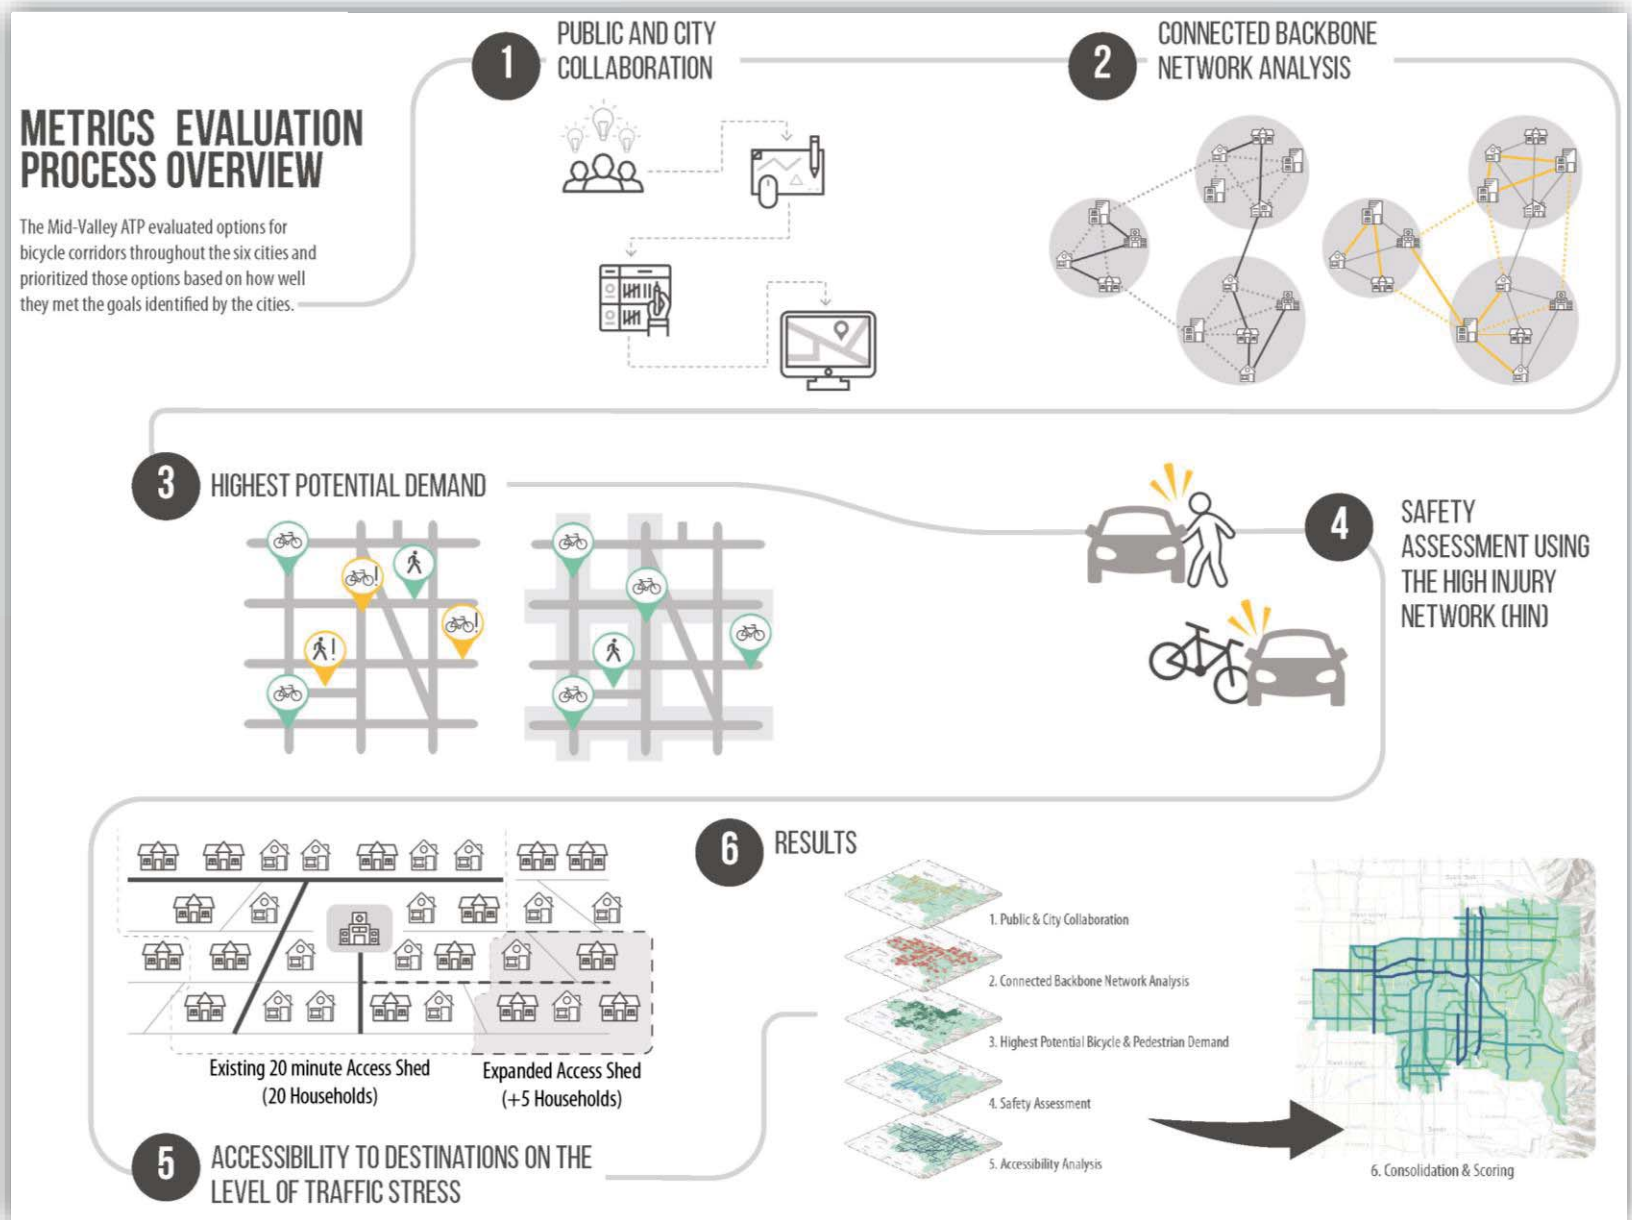 METRICS EVALUATION
PROCESS OVERVIEW
The Mid-Valley ATP evaluated options for
bicycle corridors throughout the six cities and
prioritized those options based on how well
they met the goals identified by the cities.
1
PUBLIC AND CITY
COLLABORATION
2
CONNECTED BACKBONE
NETWORK ANALYSIS
3
HIGHEST POTENTIAL DEMAND
!
!
!
4
SAFETY
ASSESSMENT USING
THE HIGH INJURY
NETWORK (HIN)
Existing 20 minute Access Shed
(20 Households)
Expanded Access Shed
(+5 Households)
5
ACCESSIBILITY TO DESTINATIONS ON THE
LEVEL OF TRAFFIC STRESS
6
RESULTS
1. Public & City Collaboration
2. Connected Backbone Network Analysis
3. Highest Potential Bicycle & Pedestrian Demand
4. Safety Assessment
5. Accessibility Analysis
6. Consolidation & Scoring